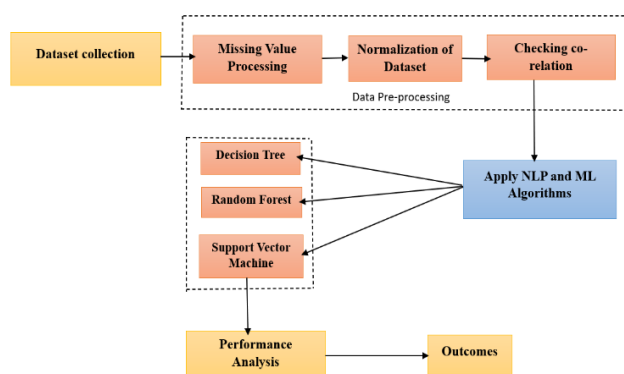 Dataset collection
Missing Value
Processing
Normalization of
Dataset
Checking co-
relation
Data Pre-processing
Decision Tree
Random Forest
Support Vector
Machine
Apply NLP and ML
Algorithms
Performance
Analysis
Outcomes